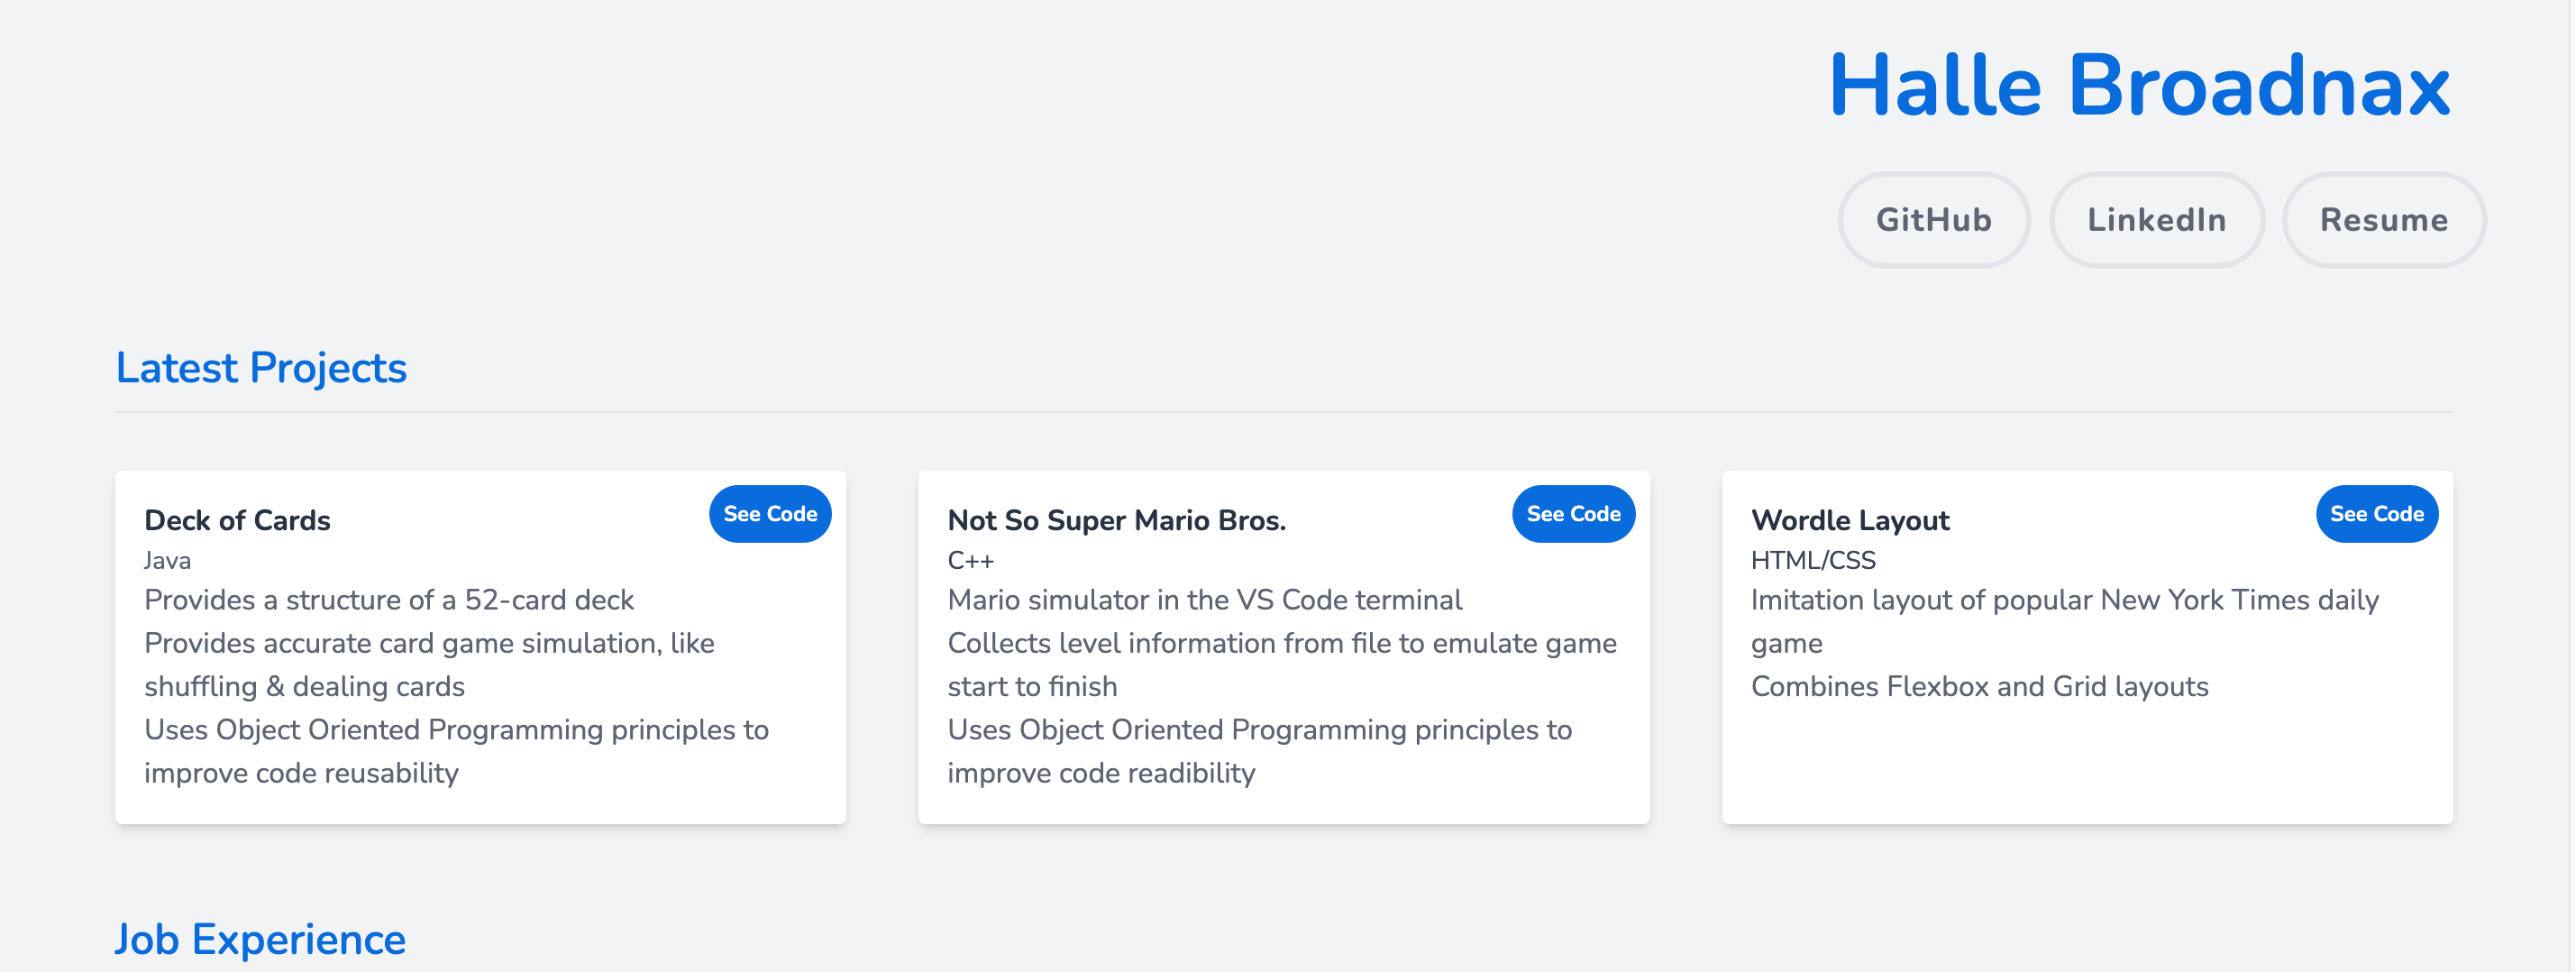 Halle Broadnax
GitHub
LinkedIn
Resume
Latest Projects
Deck of Cards
See Code
Java
Provides a structure of a 52-card deck
Provides accurate card game simulation, like
shuffling & dealing cards
Uses Object Oriented Programming principles to
improve code reusability
Not So Super Mario Bros.
See Code
C++
Mario simulator in the VS Code terminal
Collects level information from file to emulate game
start to finish
Uses Object Oriented Programming principles to
improve code readibility
Wordle Layout
See Code
HTML/CSS
Imitation layout of popular New York Times daily
game
Combines Flexbox and Grid layouts
Job Experience